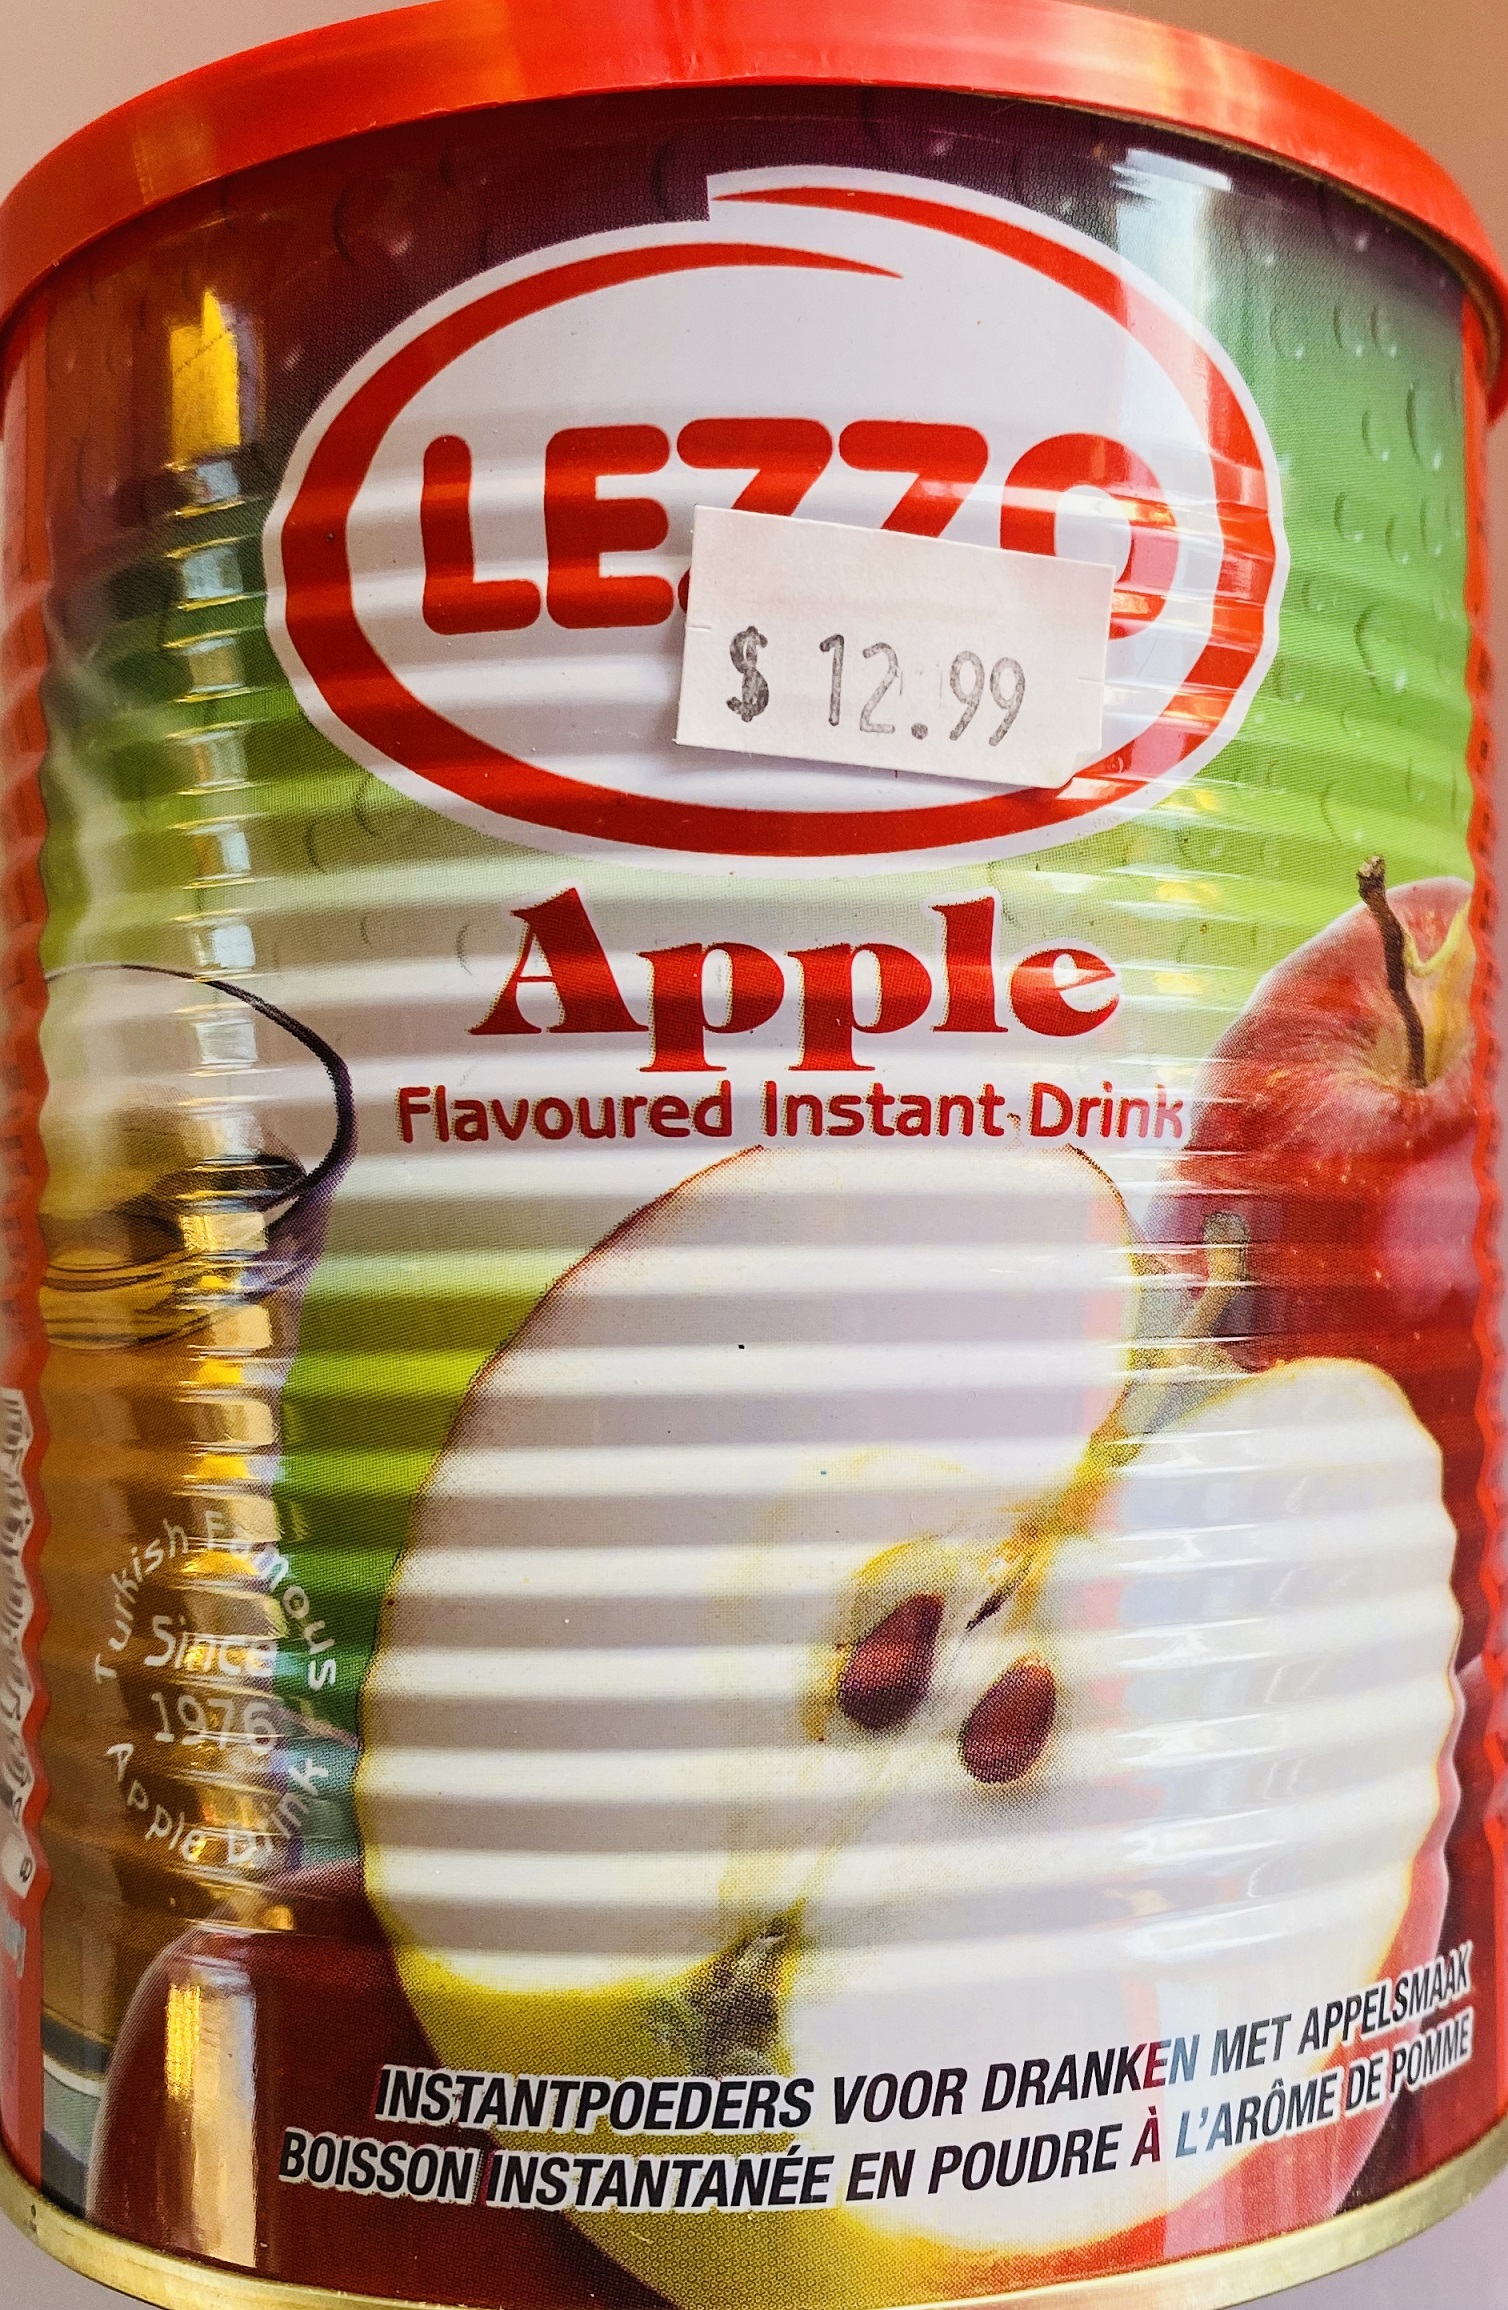 LEZZO
$ 12.99
Apple
Flavoured Instant Drink
Turkish Famous
Since
1976
Apple Drink
INSTANTPOEDERS VOOR DRANKEN MET APPELSMAAK
BOISSON INSTANTANÉE EN POUDRE À L'ARÔME DE POMME